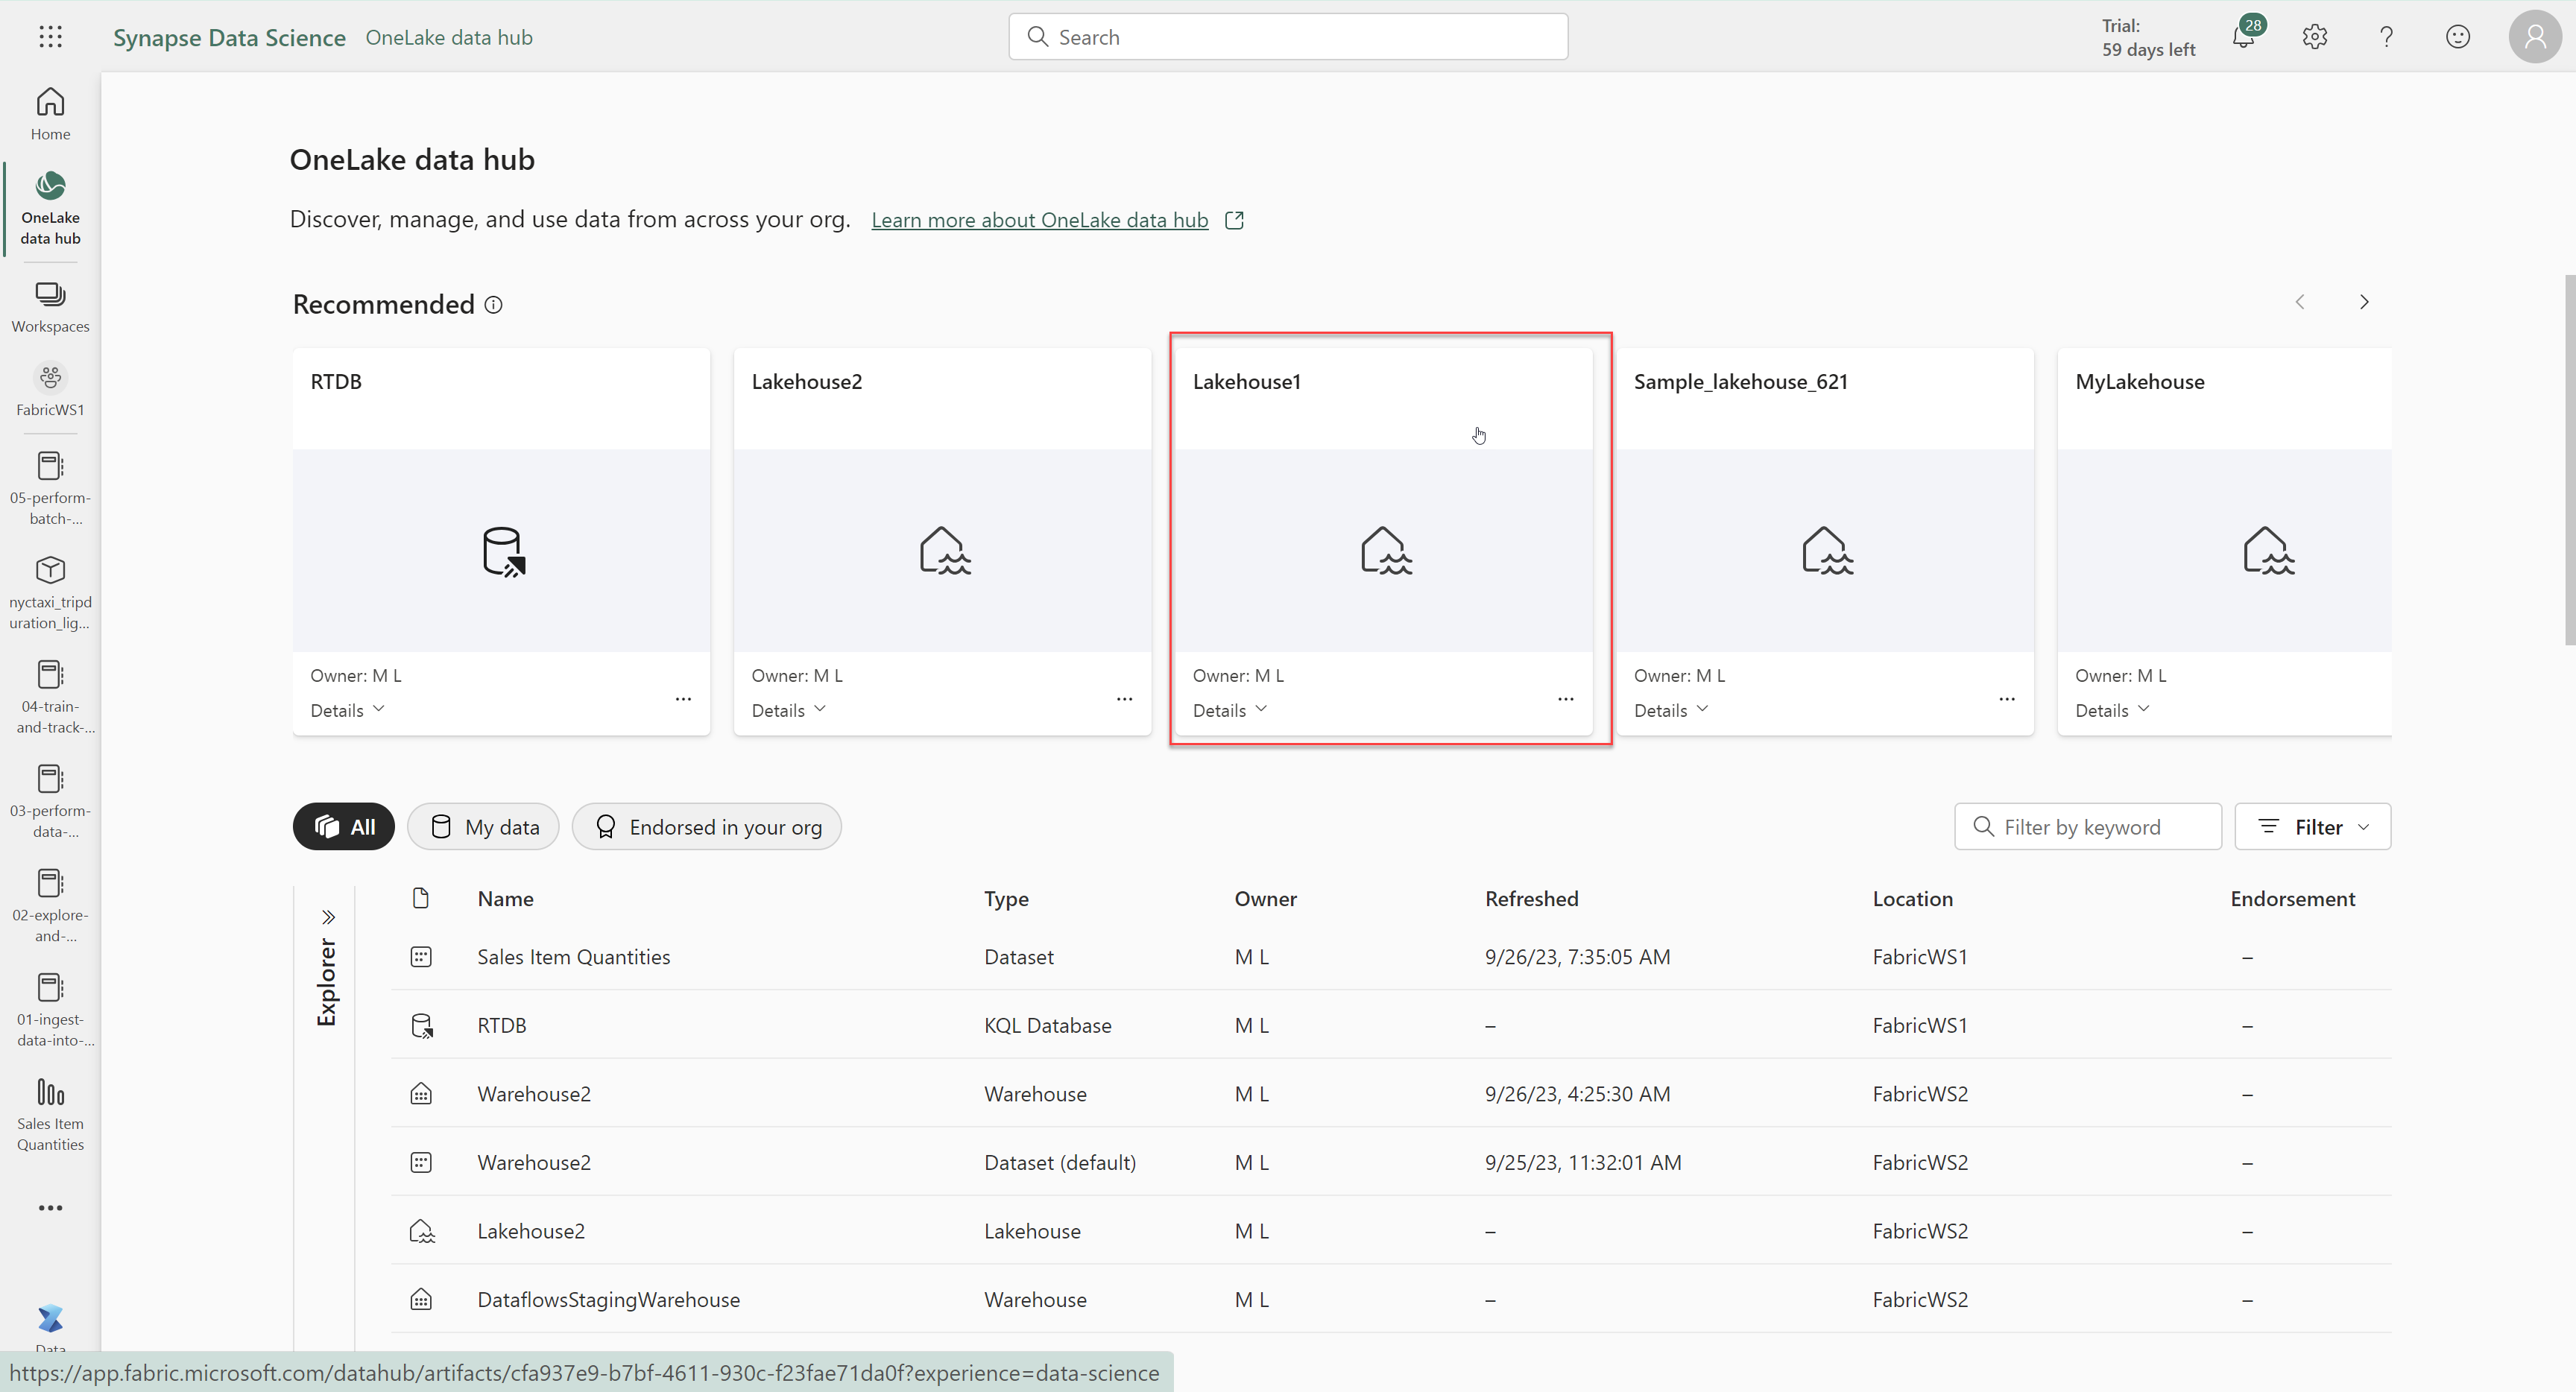 Synapse Data Science OneLake data hub
Search
Trial:
59 days left
28
Home
OneLake
data hub
Workspaces
FabricWS1
05-perform-
batch-...
nyctaxi_tripd
uration_lig...
04-train-
and-track-...
03-perform-
data-...
02-explore-
and-...
01-ingest-
data-into-...
Sales Item
Quantities
Data
OneLake data hub
Discover, manage, and use data from across your org. Learn more about OneLake data hub
Recommended
RTDB
Owner: M L
Details
Lakehouse2
Owner: M L
Details
Lakehouse1
Owner: M L
Details
Sample_lakehouse_621
Owner: M L
Details
MyLakehouse
Owner: M L
Details
All My data Endorsed in your org Filter by keyword Filter
Explorer
Name Type Owner Refreshed Location Endorsement
Sales Item Quantities Dataset M L 9/26/23, 7:35:05 AM FabricWS1 –
RTDB KQL Database M L – FabricWS1 –
Warehouse2 Warehouse M L 9/26/23, 4:25:30 AM FabricWS2 –
Warehouse2 Dataset (default) M L 9/25/23, 11:32:01 AM FabricWS2 –
Lakehouse2 Lakehouse M L – FabricWS2 –
DataflowsStagingWarehouse Warehouse M L – FabricWS2 –
https://app.fabric.microsoft.com/datahub/artifacts/cfa937e9-b7bf-4611-930c-f23fae71da0f?experience=data-science